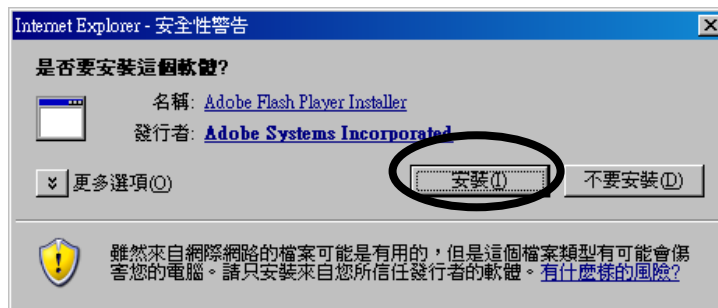 Internet Explorer - 安全性警告
是否要安裝這個軟體?
名稱: Adobe Flash Player Installer
發行者: Adobe Systems Incorporated
更多選項(O)
安裝(I)
不要安裝(D)
雖然來自網際網路的檔案可能是有用的，但是這個檔案類型有可能會傷
害您的電腦。請只安裝來自您所信任發行者的軟體。有什麼樣的風險?